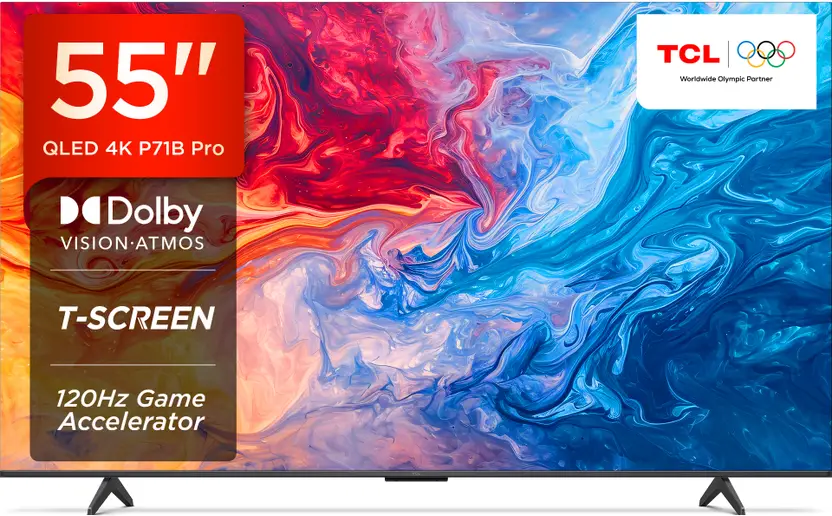 55"
QLED 4K P71B Pro
Dolby
VISION·ATMOS
T-SCREEN
120Hz Game
Accelerator
TCL
Worldwide Olympic Partner